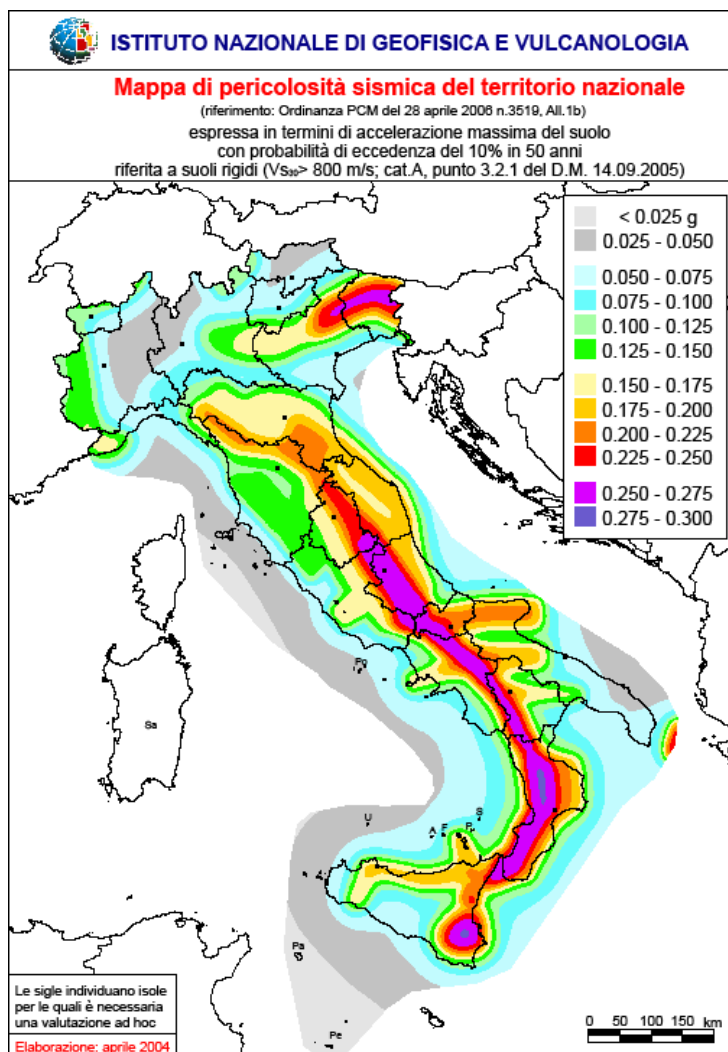 ISTITUTO NAZIONALE DI GEOFISICA E VULCANOLOGIA
Mappa di pericolosità sismica del territorio nazionale
(riferimento: Ordinanza PCM del 28 aprile 2006 n.3519, All.1b)
espressa in termini di accelerazione massima del suolo
con probabilità di eccedenza del 10% in 50 anni
riferita a suoli rigidi (Vs₃₀> 800 m/s; cat.A, punto 3.2.1 del D.M. 14.09.2005)
< 0.025 g
0.025 - 0.050
0.050 - 0.075
0.075 - 0.100
0.100 - 0.125
0.125 - 0.150
0.150 - 0.175
0.175 - 0.200
0.200 - 0.225
0.225 - 0.250
0.250 - 0.275
0.275 - 0.300
Pg
Sa
U
A
F
S
Pa
Pe
Le sigle individuano isole
per le quali è necessaria
una valutazione ad hoc
Elaborazione: aprile 2004
0 50 100 150 km